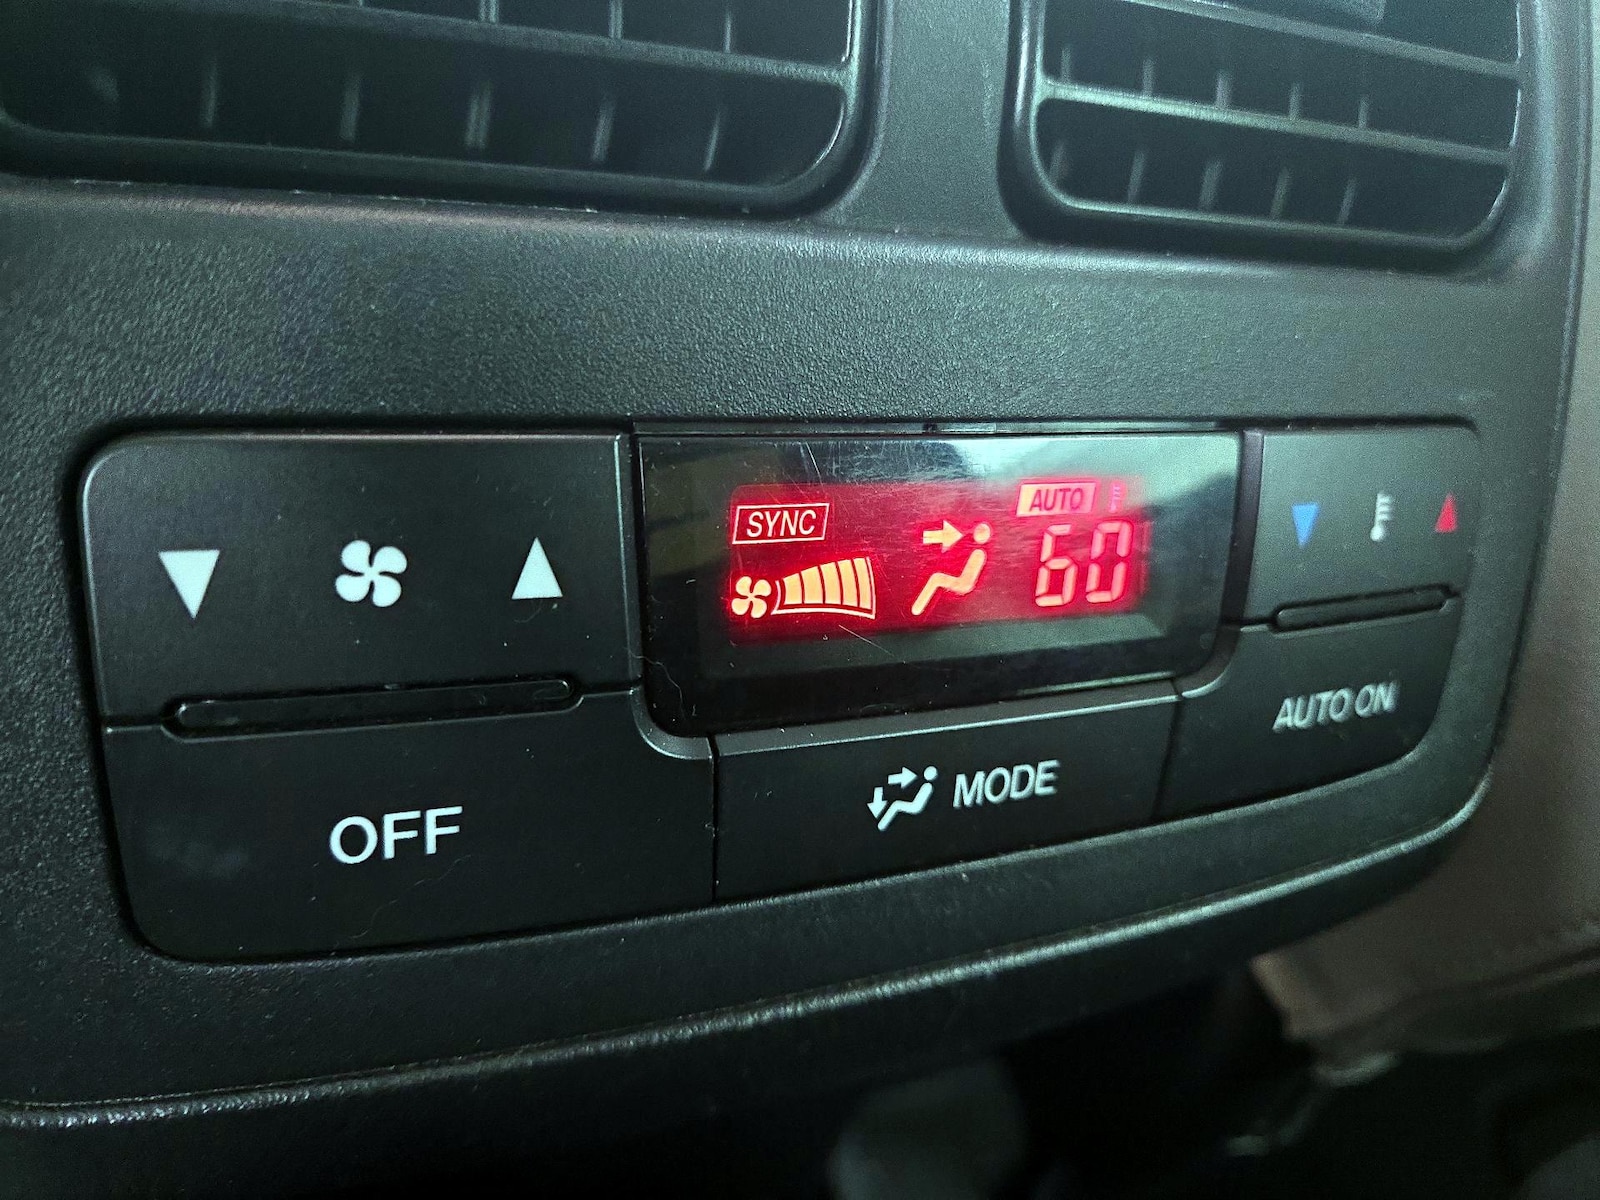 SYNC
AUTO
60
OFF
MODE
AUTO ON